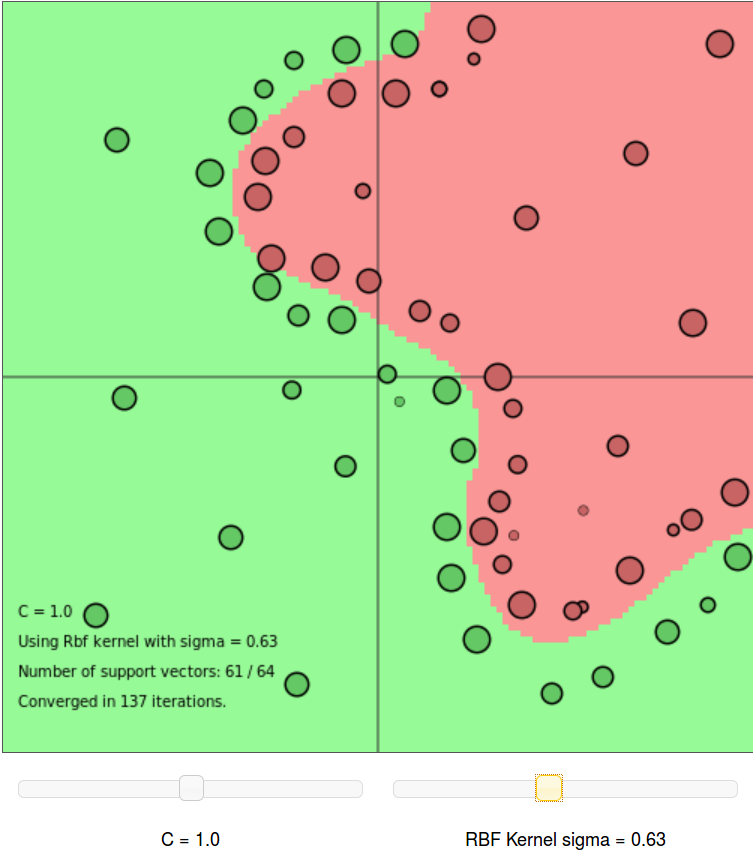 C = 1.0
Using Rbf kernel with sigma = 0.63
Number of support vectors: 61 / 64
Converged in 137 iterations.
C = 1.0
RBF Kernel sigma = 0.63